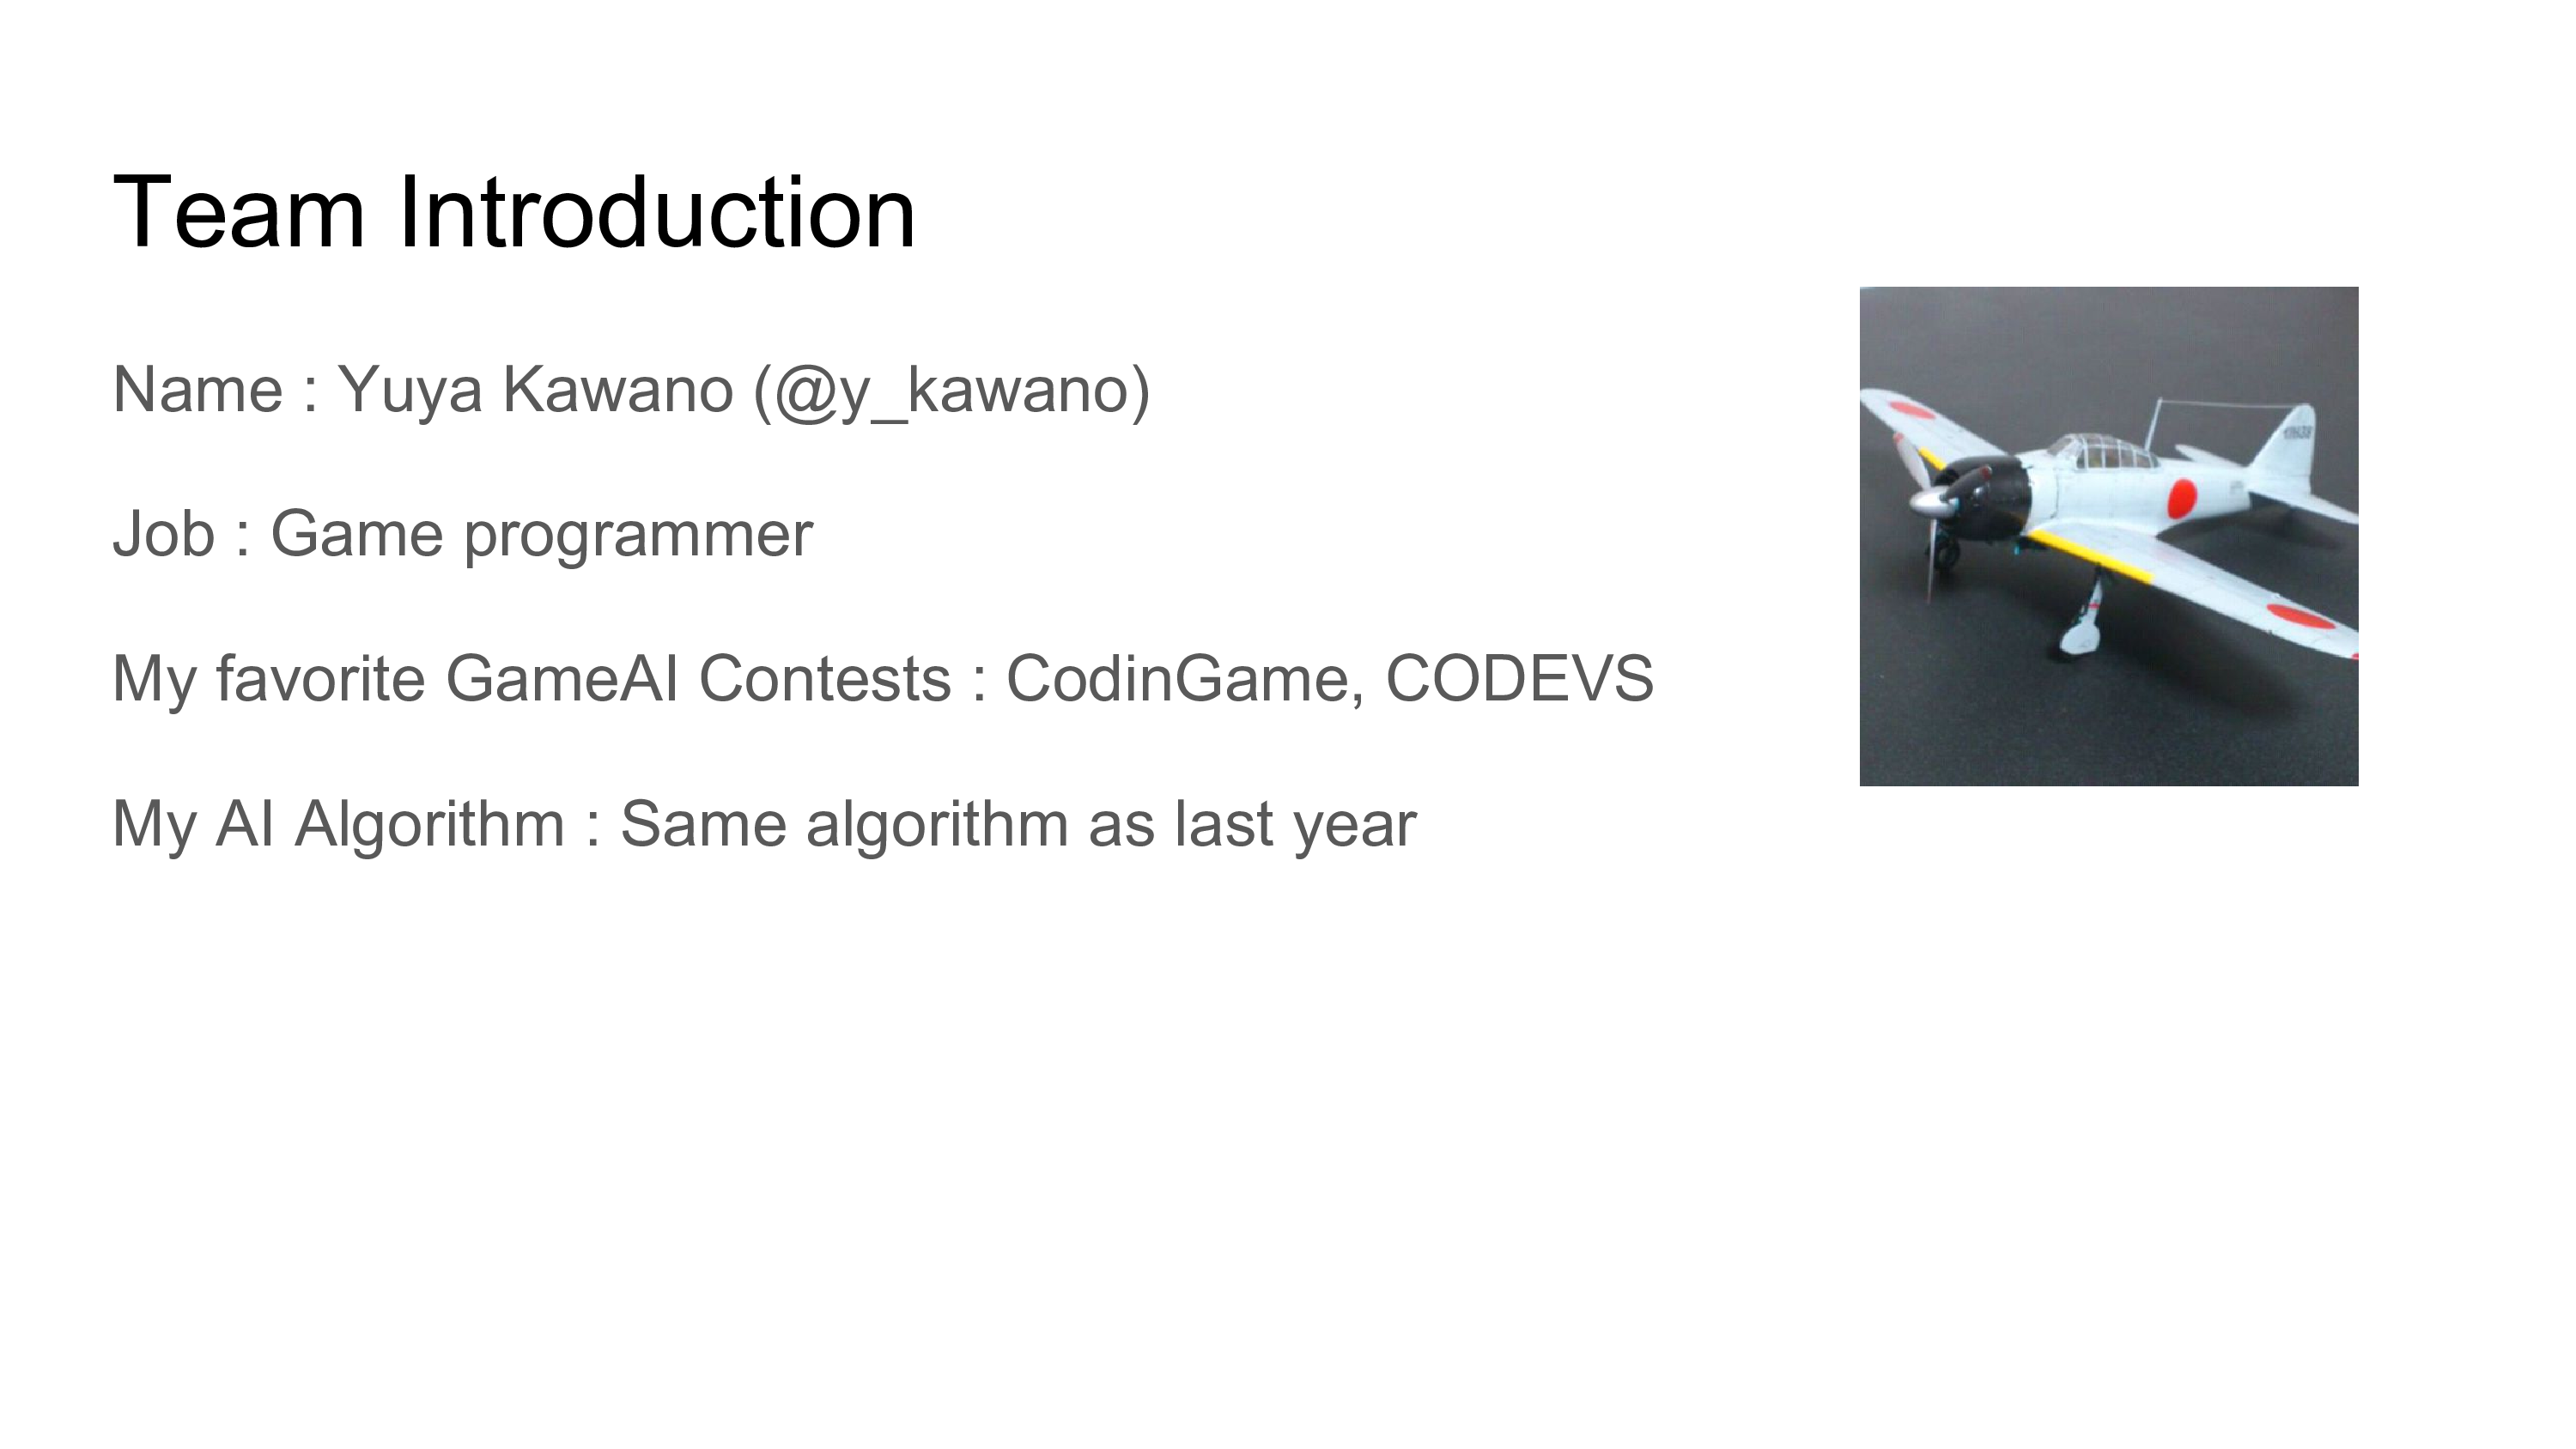 Team Introduction
Name : Yuya Kawano (@y_kawano)
Job : Game programmer
My favorite GameAI Contests : CodinGame, CODEVS
My AI Algorithm : Same algorithm as last year